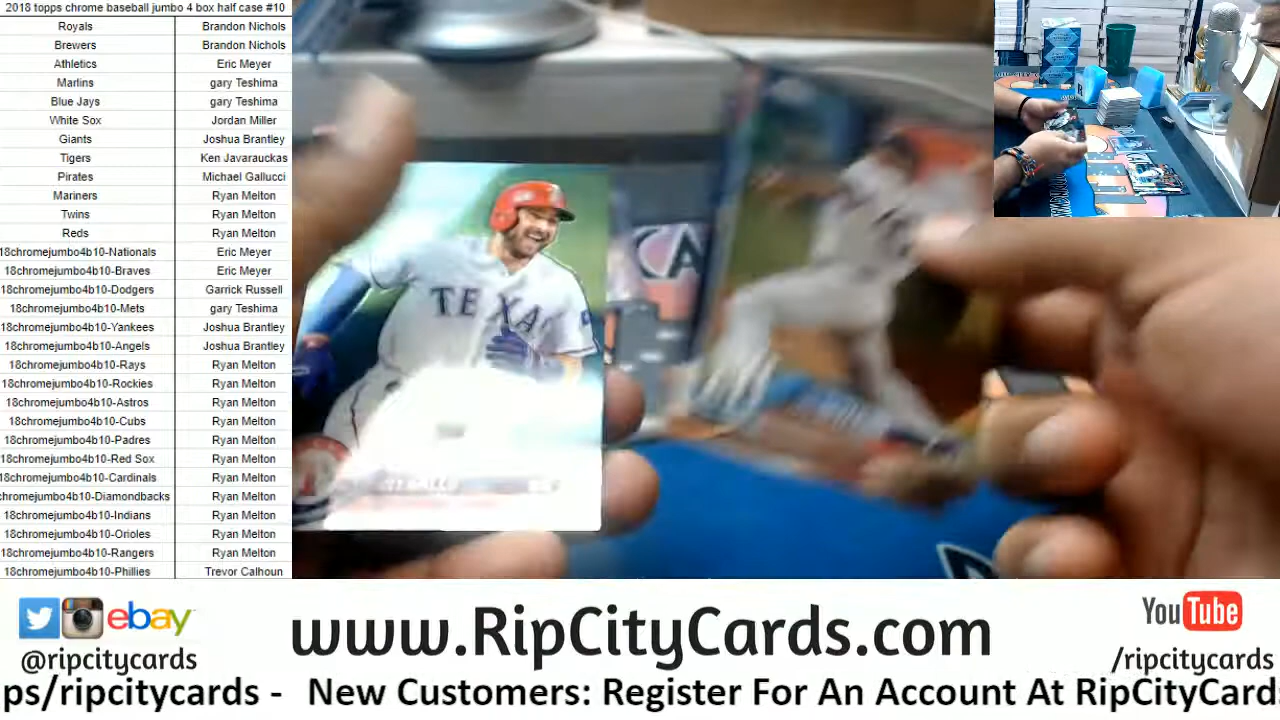 2018 topps chrome baseball jumbo 4 box half case #10
Royals Brandon Nichols
Brewers Brandon Nichols
Athletics Eric Meyer
Marlins gary Teshima
Blue Jays gary Teshima
White Sox Jordan Miller
Giants Joshua Brantley
Tigers Ken Javarauckas
Pirates Michael Gallucci
Mariners Ryan Melton
Twins Ryan Melton
Reds Ryan Melton
18chromejumbo4b10-Nationals Eric Meyer
18chromejumbo4b10-Braves Eric Meyer
18chromejumbo4b10-Dodgers Garrick Russell
18chromejumbo4b10-Mets gary Teshima
18chromejumbo4b10-Yankees Joshua Brantley
18chromejumbo4b10-Angels Joshua Brantley
18chromejumbo4b10-Rays Ryan Melton
18chromejumbo4b10-Rockies Ryan Melton
18chromejumbo4b10-Astros Ryan Melton
18chromejumbo4b10-Cubs Ryan Melton
18chromejumbo4b10-Padres Ryan Melton
18chromejumbo4b10-Red Sox Ryan Melton
18chromejumbo4b10-Cardinals Ryan Melton
chromejumbo4b10-Diamondbacks Ryan Melton
18chromejumbo4b10-Indians Ryan Melton
18chromejumbo4b10-Orioles Ryan Melton
18chromejumbo4b10-Rangers Ryan Melton
18chromejumbo4b10-Phillies Trevor Calhoun
TEXA
CA
ebay
@ripcitycards
www.RipCityCards.com
YouTube
/ripcitycards
ps/ripcitycards - New Customers: Register For An Account At RipCityCard